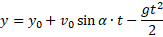 y = y₀ + v₀ sin α · t − gt²/2